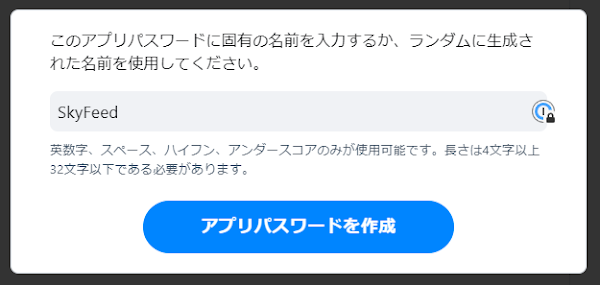 このアプリパスワードに固有の名前を入力するか、ランダムに生成さ
れた名前を使用してください。
SkyFeed
英数字、スペース、ハイフン、アンダースコアのみが使用可能です。長さは4文字以上
32文字以下である必要があります。
アプリパスワードを作成